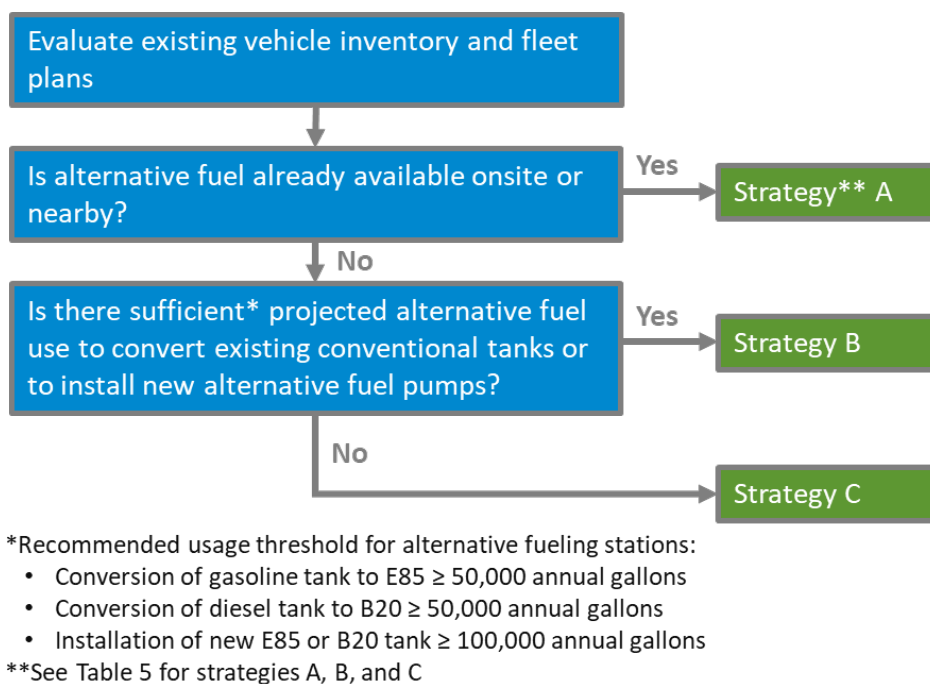 Evaluate existing vehicle inventory and fleet
plans
Is alternative fuel already available onsite or
nearby?
Yes
Strategy** A
No
Is there sufficient* projected alternative fuel
use to convert existing conventional tanks or
to install new alternative fuel pumps?
Yes
Strategy B
No
Strategy C
*Recommended usage threshold for alternative fueling stations:
• Conversion of gasoline tank to E85 ≥ 50,000 annual gallons
• Conversion of diesel tank to B20 ≥ 50,000 annual gallons
• Installation of new E85 or B20 tank ≥ 100,000 annual gallons
**See Table 5 for strategies A, B, and C